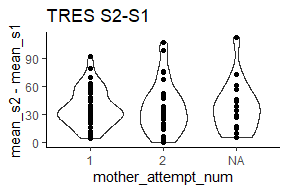 TRES S2-S1
mean_s2 - mean_s1
90
60
30
0
1 2 NA
mother_attempt_num